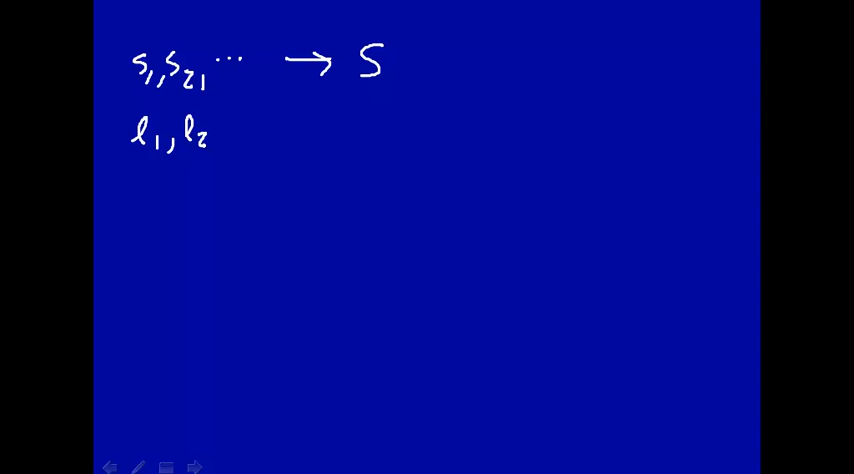 s₁, s₂, ⋯ → S
l₁, l₂